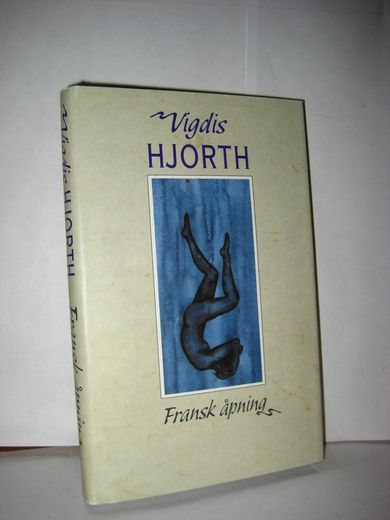 Vigdis
HJORTH
Fransk åpning
Vigdis HJORTH Fransk åpning